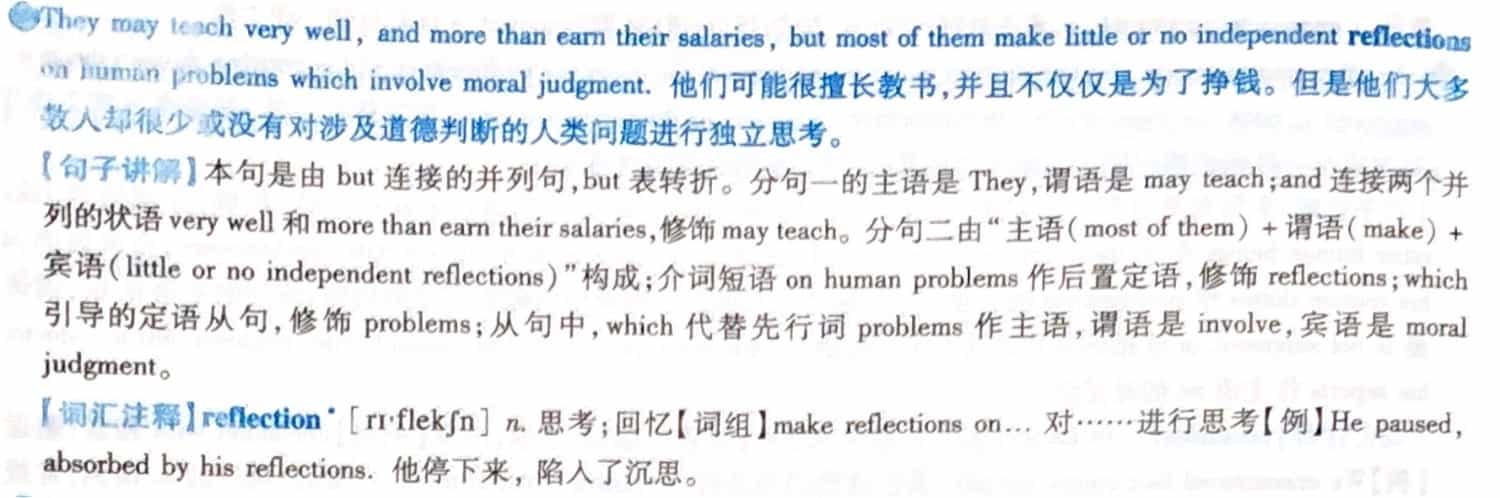 They may teach very well, and more than earn their salaries, but most of them make little or no independent reflections
on human problems which involve moral judgment. 他们可能很擅长教书,并且不仅仅是为了挣钱。但是他们大多
数人却很少或没有对涉及道德判断的人类问题进行独立思考。
【句子讲解】本句是由 but 连接的并列句,but 表转折。分句一的主语是 They,谓语是 may teach;and 连接两个并
列的状语 very well 和 more than earn their salaries,修饰 may teach。分句二由“主语(most of them)+谓语(make)+
宾语(little or no independent reflections)”构成;介词短语 on human problems 作后置定语,修饰 reflections;which
引导的定语从句,修饰 problems;从句中,which 代替先行词 problems 作主语,谓语是 involve,宾语是 moral
judgment。
【词汇注释】reflection* [rɪ·flekʃn] n. 思考;回忆【词组】make reflections on… 对……进行思考【例】He paused,
absorbed by his reflections. 他停下来，陷入了沉思。